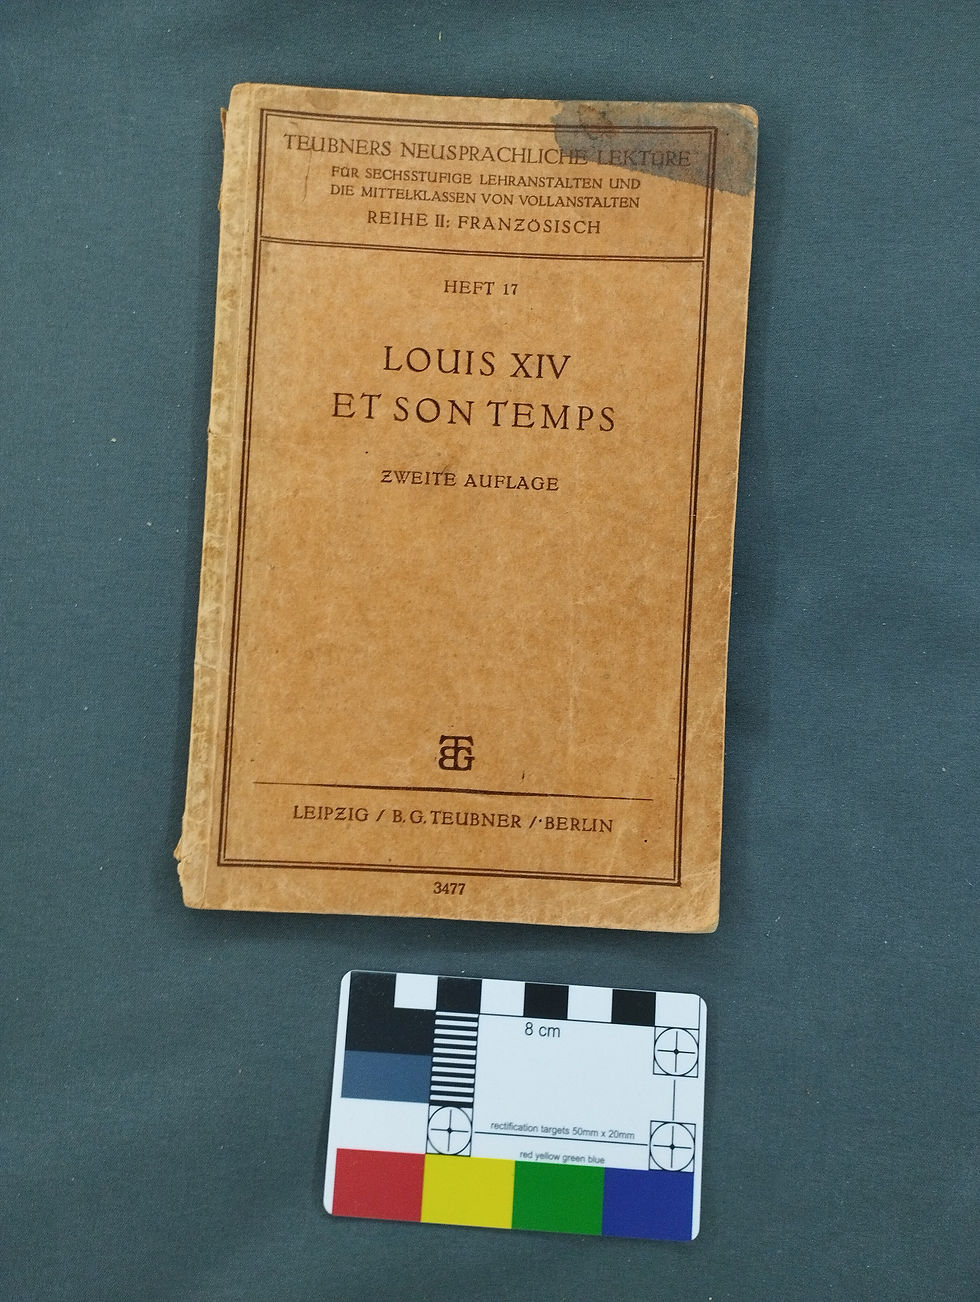 TEUBNERS NEUSPRACHLICHE LEKTÜRE
FÜR SECHSSTUFIGE LEHRANSTALTEN UND
DIE MITTELKLASSEN VON VOLLANSTALTEN
REIHE II: FRANZÖSISCH
HEFT 17
LOUIS XIV
ET SON TEMPS
ZWEITE AUFLAGE
BTG
LEIPZIG / B. G. TEUBNER / BERLIN
3477
8 cm
rectification targets 50mm x 20mm
red yellow green blue